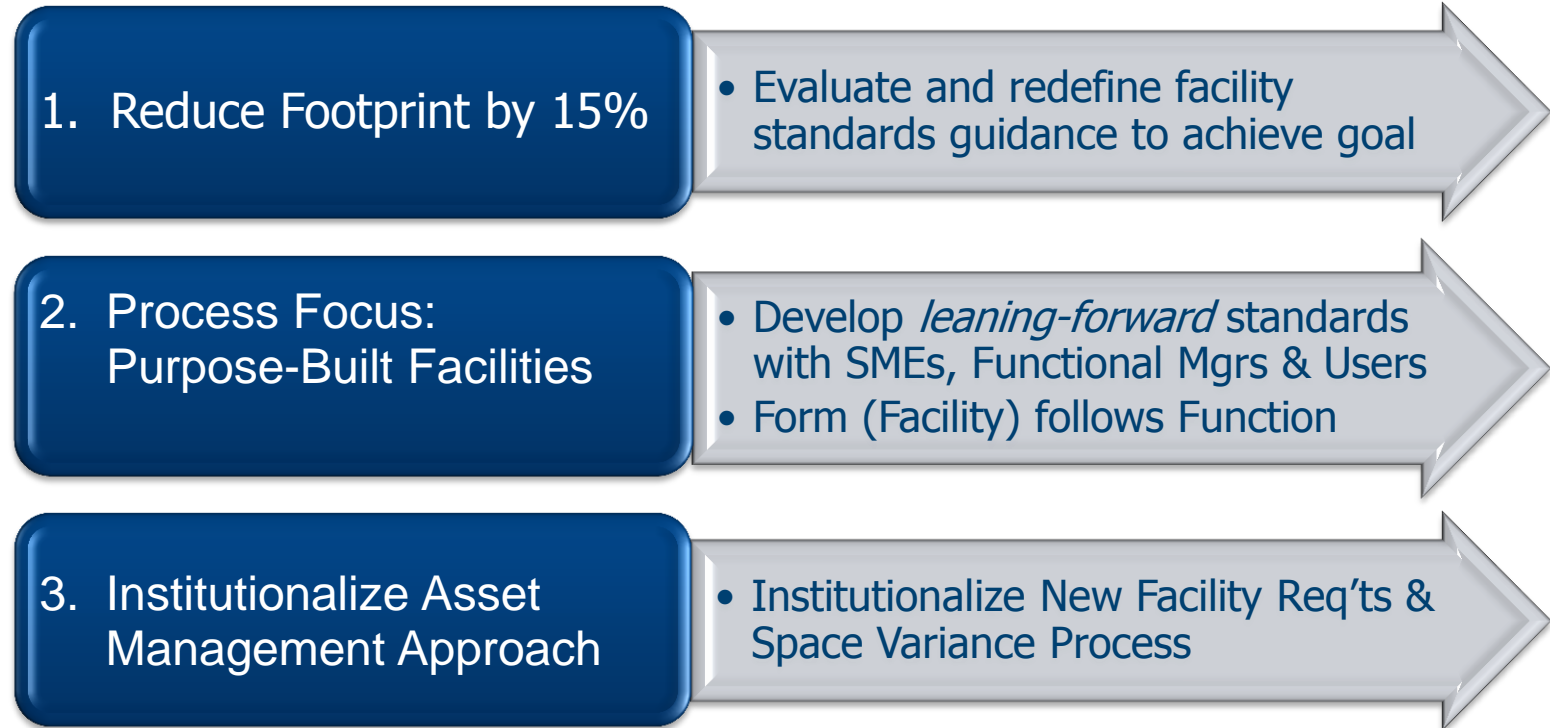 1. Reduce Footprint by 15%
• Evaluate and redefine facility
standards guidance to achieve goal
2. Process Focus:
Purpose-Built Facilities
• Develop leaning-forward standards
with SMEs, Functional Mgrs & Users
• Form (Facility) follows Function
3. Institutionalize Asset
Management Approach
• Institutionalize New Facility Req’ts &
Space Variance Process